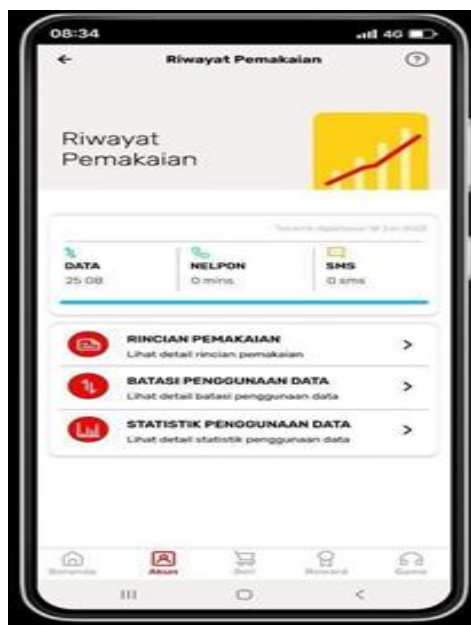 08:34
4G
Riwayat Pemakaian
Riwayat
Pemakaian
DATA
NELPON
SMS
25 GB
0 mins
0 sms
RINCIAN PEMAKAIAN
Lihat detail rincian pemakaian
BATASI PENGGUNAAN DATA
Lihat detail batasi penggunaan data
STATISTIK PENGGUNAAN DATA
Lihat detail statistik penggunaan data
Beranda
Akun
Beli
Reward
Game